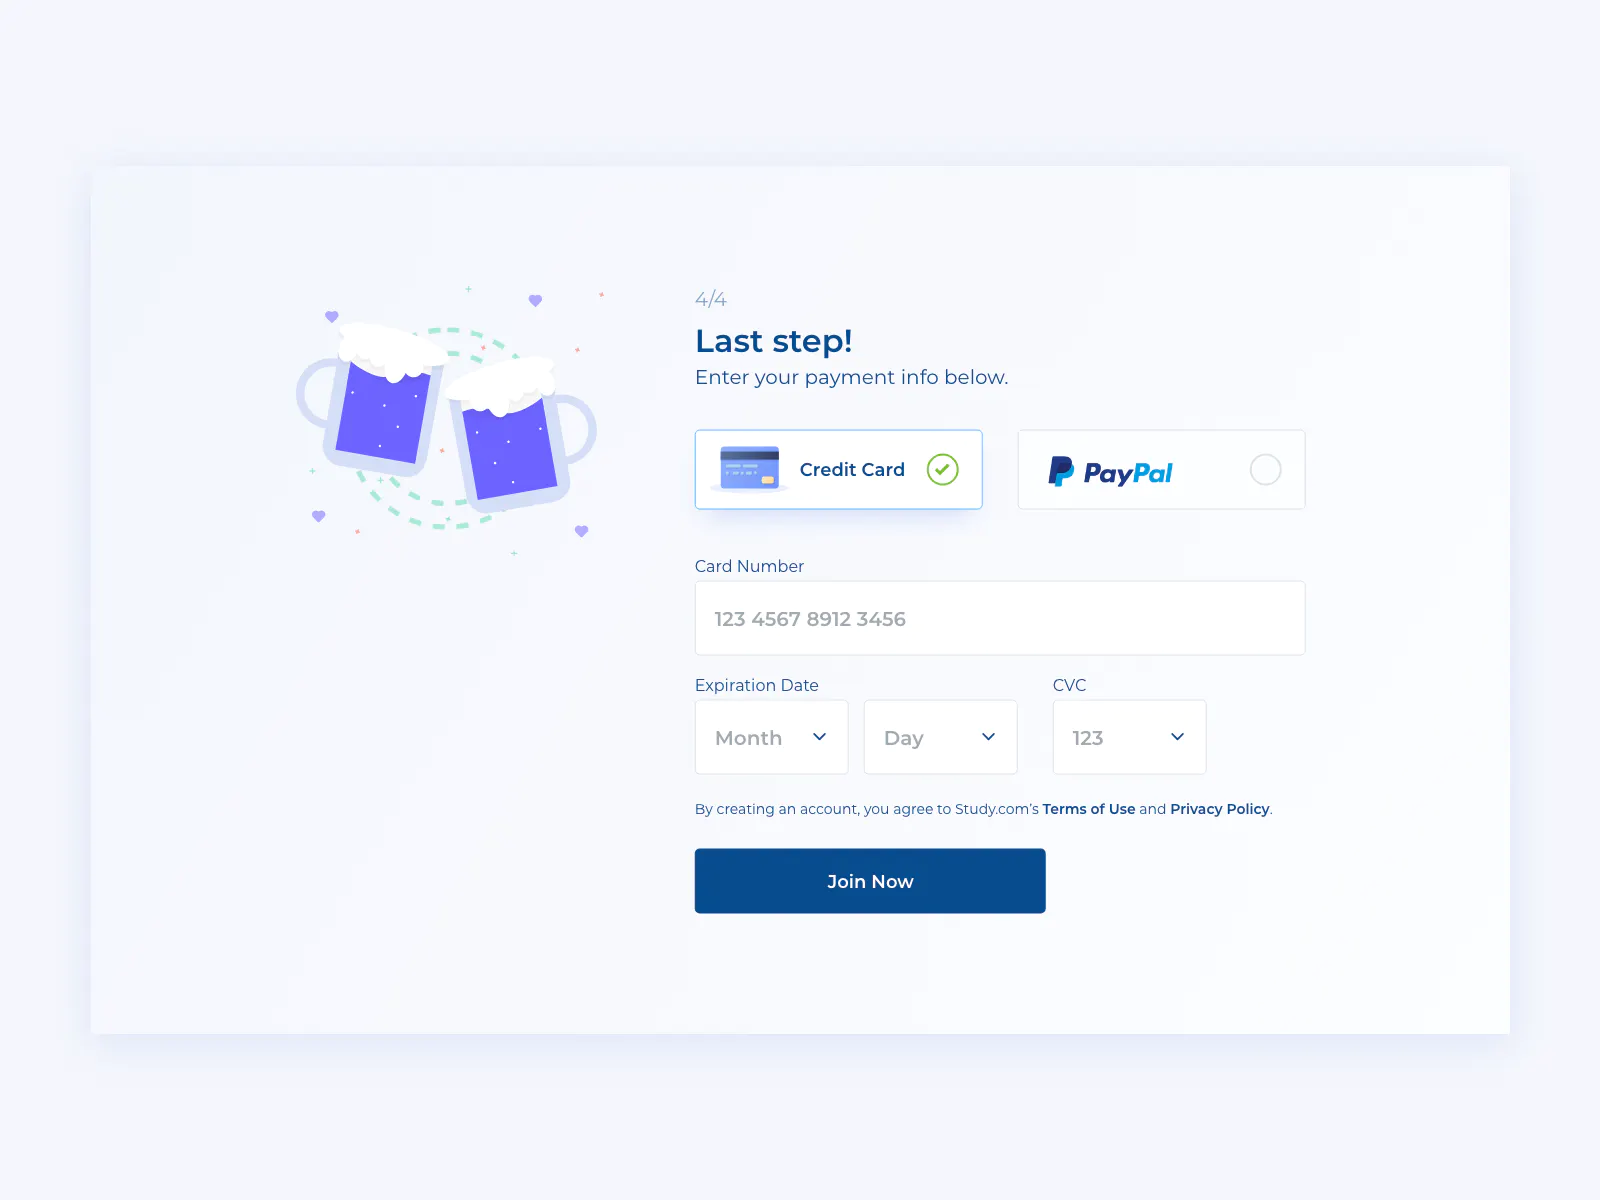 4/4
Last step!
Enter your payment info below.
Credit Card
PayPal
Card Number
123 4567 8912 3456
Expiration Date
CVC
Month
Day
123
By creating an account, you agree to Study.com’s Terms of Use and Privacy Policy.
Join Now